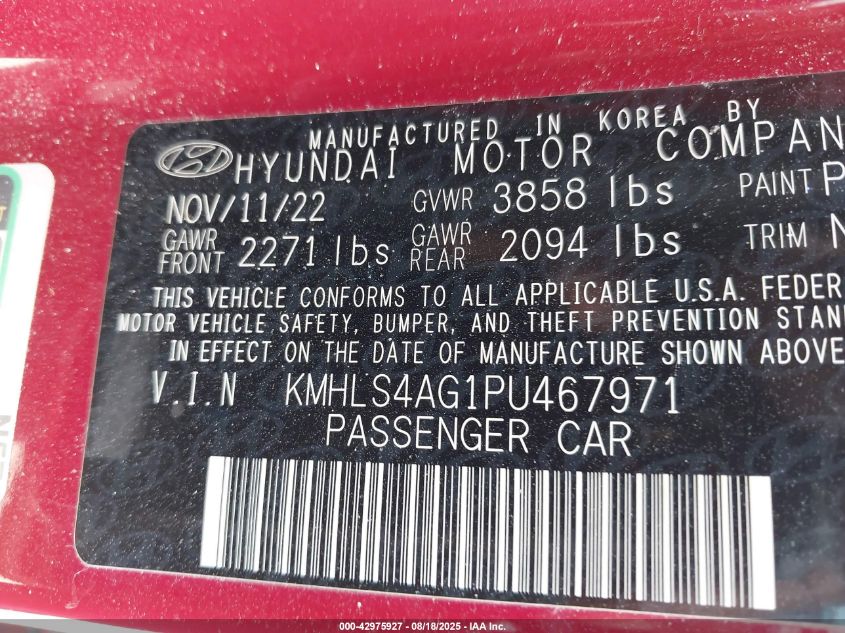 MANUFACTURED IN KOREA BY
HYUNDAI MOTOR COMPAN
NOV/11/22 GVWR 3858 lbs PAINT P
GAWR FRONT 2271 lbs GAWR REAR 2094 lbs TRIM N
THIS VEHICLE CONFORMS TO ALL APPLICABLE U.S.A. FEDER
MOTOR VEHICLE SAFETY, BUMPER, AND THEFT PREVENTION STAN
IN EFFECT ON THE DATE OF MANUFACTURE SHOWN ABOVE
V.I.N KMHLS4AG1PU467971
PASSENGER CAR
000-42975927 - 08/18/2025 - IAA Inc.